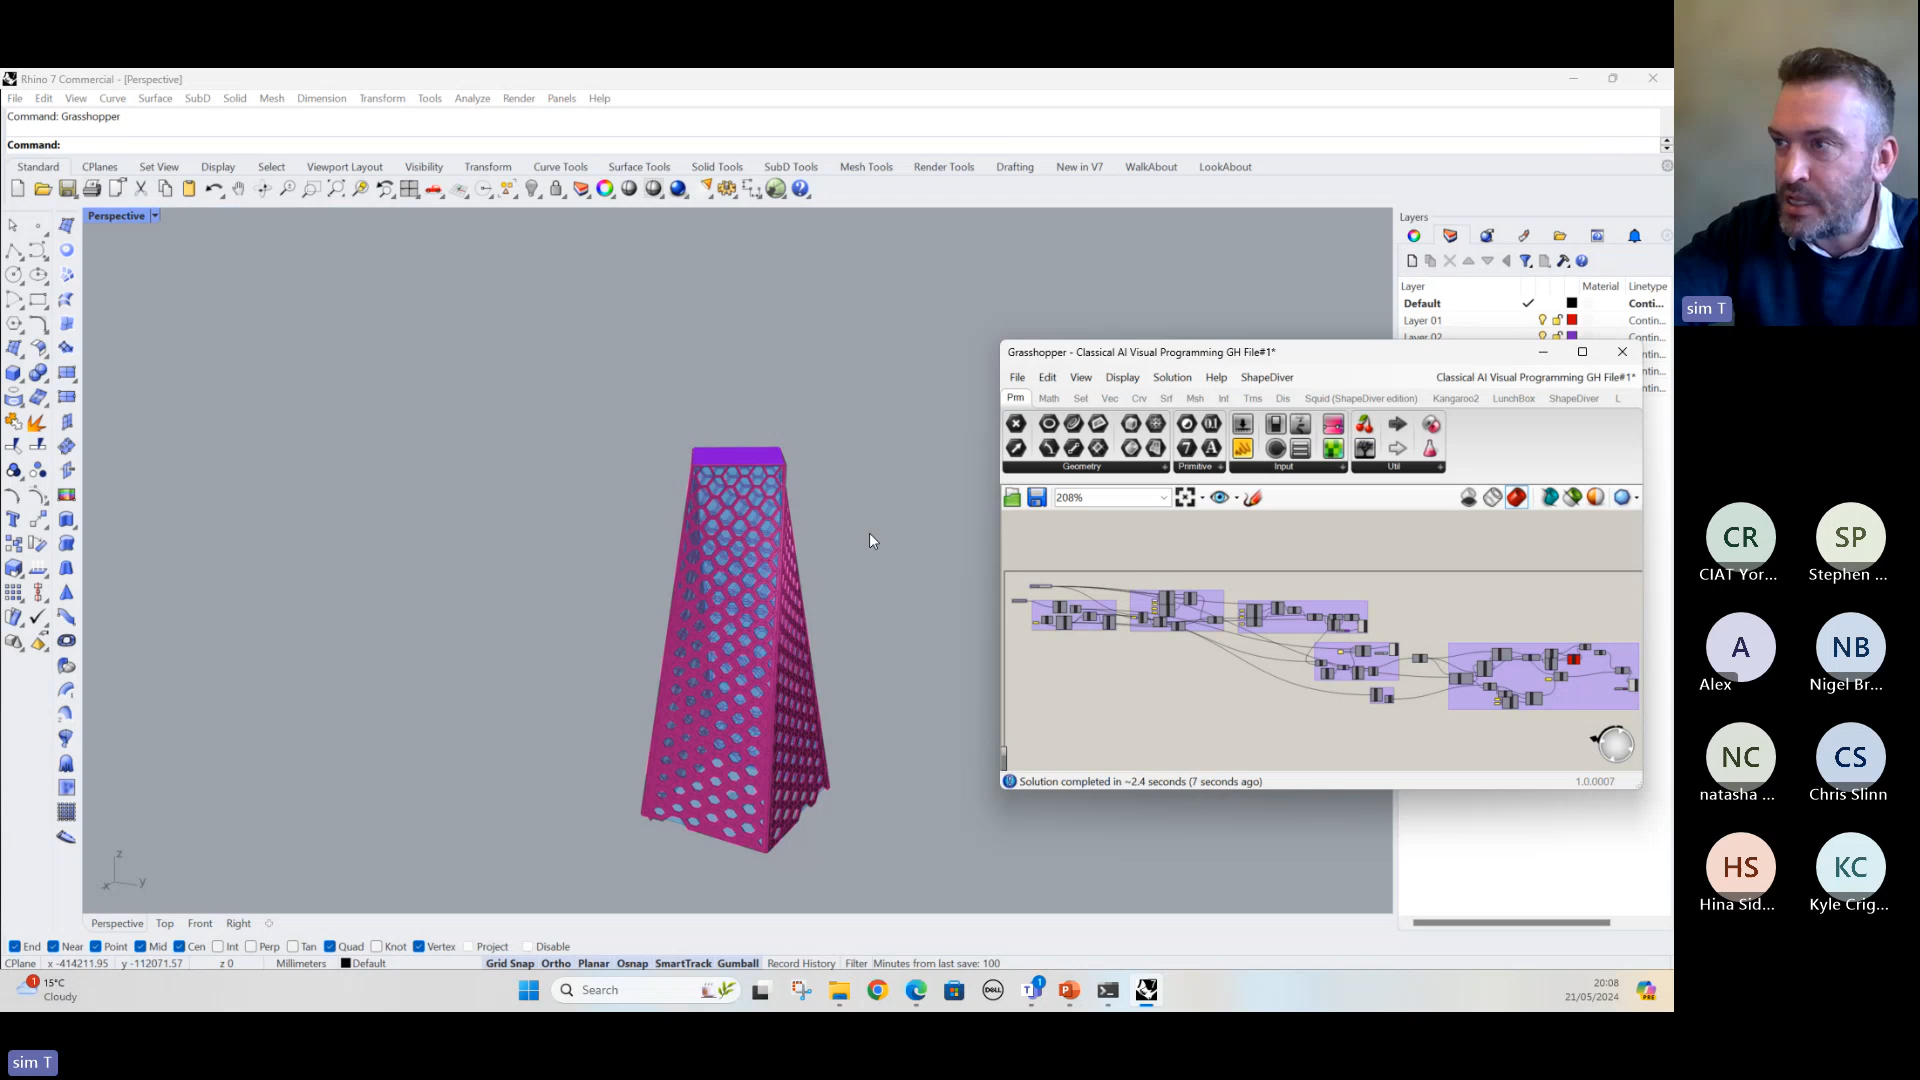 Rhino 7 Commercial - [Perspective]
File Edit View Curve Surface SubD Solid Mesh Dimension Transform Tools Analyze Render Panels Help
Command: Grasshopper
Command:
Standard CPlanes Set View Display Select Viewport Layout Visibility Transform Curve Tools Surface Tools Solid Tools SubD Tools Mesh Tools Render Tools Drafting New in V7 WalkAbout LookAbout
Perspective
Layers
Layer Material Linetype
Default Conti...
Layer 01 Contin...
Layer 02 Contin...
Grasshopper - Classical AI Visual Programming GH File#1*
File Edit View Display Solution Help ShapeDiver Classical AI Visual Programming GH File#1*
Prm Math Set Vec Crv Srf Msh Int Trns Dis Squid (ShapeDiver edition) Kangaroo2 LunchBox ShapeDiver L
Geometry Primitive Input Util
208%
Solution completed in ~2.4 seconds (7 seconds ago) 1.0.0007
z
x y
Perspective Top Front Right
End Near Point Mid Cen Int Perp Tan Quad Knot Vertex Project Disable
CPlane x -414211.95 y -112071.57 z 0 Millimeters Default Grid Snap Ortho Planar Osnap SmartTrack Gumball Record History Filter Minutes from last save: 100
1
15°C
Cloudy
Search
DELL
1
20:08
21/05/2024
PRE
sim T
CR
CIAT Yor...
SP
Stephen ...
A
Alex
NB
Nigel Br...
NC
natasha ...
CS
Chris Slinn
HS
Hina Sid...
KC
Kyle Crig...
sim T